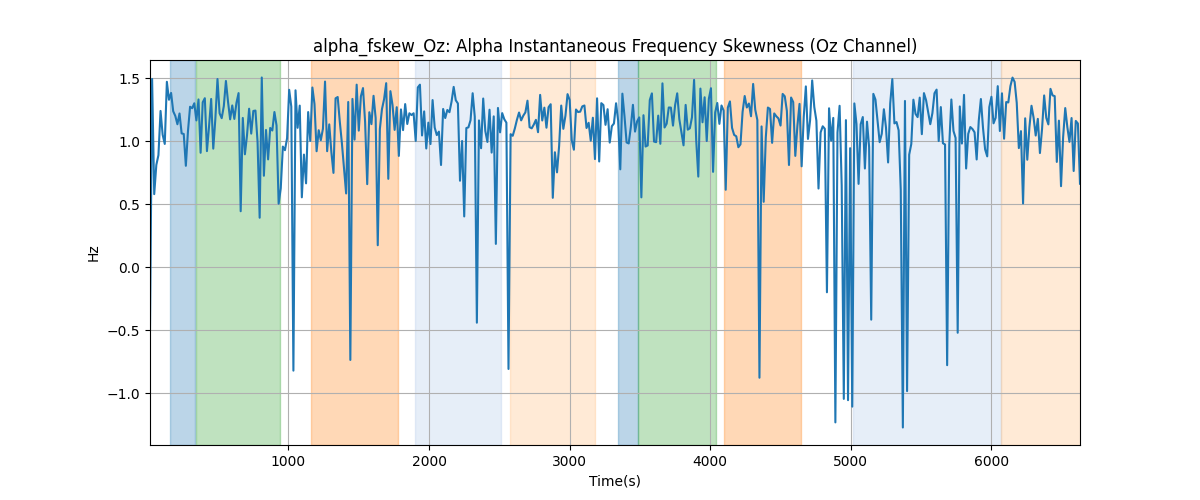 alpha_fskew_Oz: Alpha Instantaneous Frequency Skewness (Oz Channel)
1.5
1.0
0.5
0.0
−0.5
−1.0
Hz
1000 2000 3000 4000 5000 6000
Time(s)